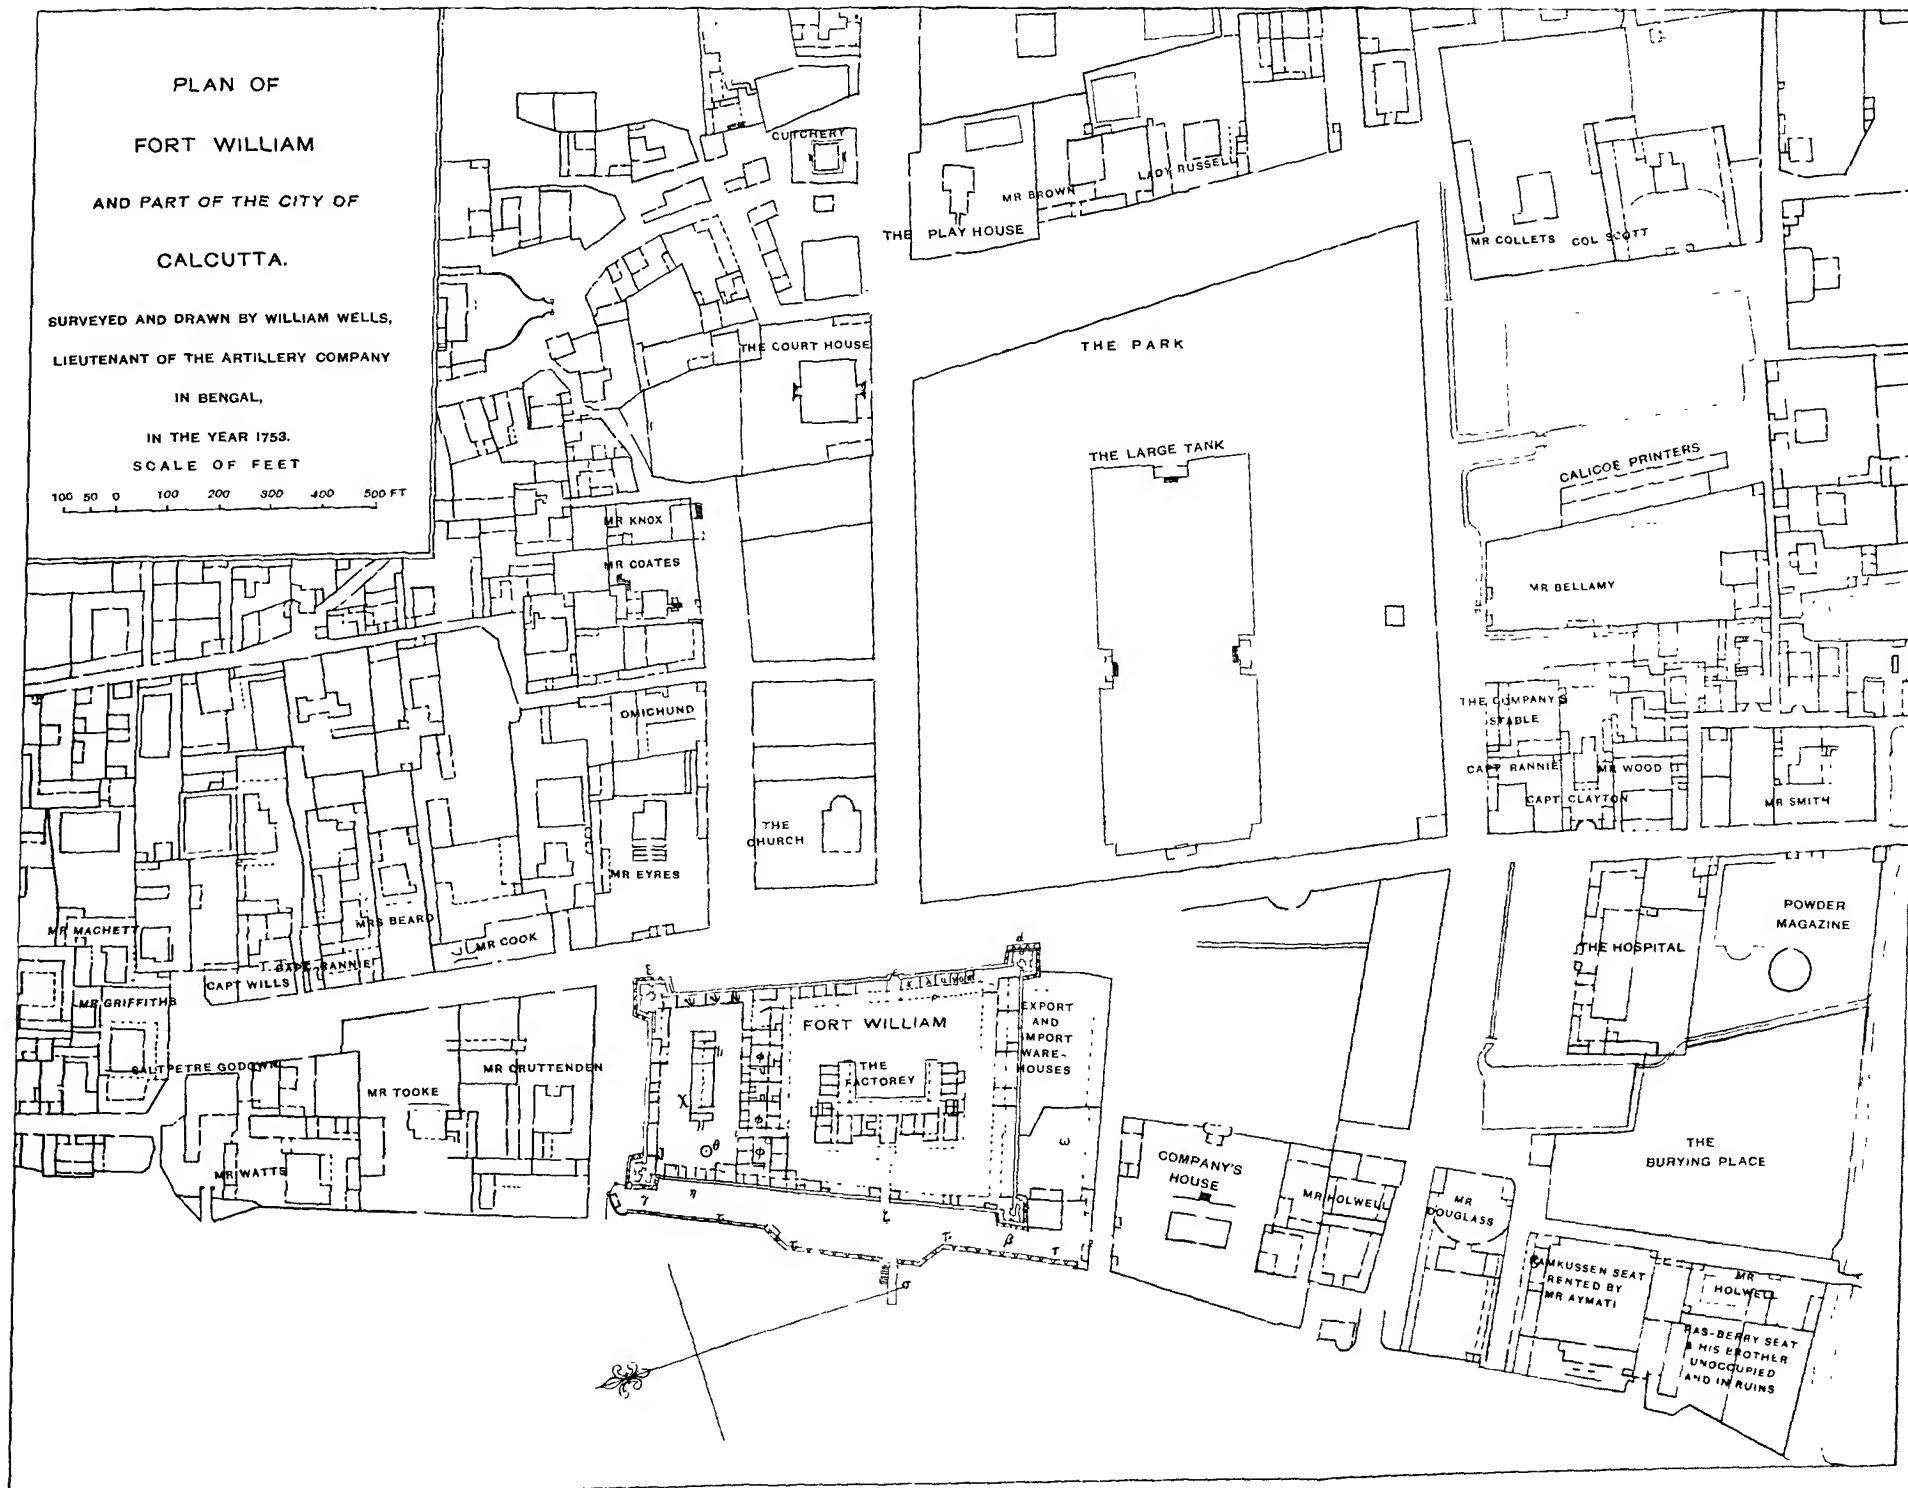 PLAN OF
FORT WILLIAM
AND PART OF THE CITY OF
CALCUTTA.
SURVEYED AND DRAWN BY WILLIAM WELLS,
LIEUTENANT OF THE ARTILLERY COMPANY
IN BENGAL,
IN THE YEAR 1753.
SCALE OF FEET
100 50 0 100 200 300 400 500 FT
CUTCHERY
THE PLAY HOUSE
MR BROWN
LADY RUSSELL
MR COLLETS
COL SCOTT
THE COURT HOUSE
THE PARK
THE LARGE TANK
CALICOE PRINTERS
MR KNOX
MR COATES
MR BELLAMY
OMICHUND
THE COMPANY'S
STABLE
CAPT RANNIE
MR WOOD
CAPT CLAYTON
MR SMITH
THE
CHURCH
MR EYRES
MRS BEARD
MR COOK
MR MACHETT
CAPT RANNIE
CAPT WILLS
MR GRIFFITHS
POWDER
MAGAZINE
THE HOSPITAL
FORT WILLIAM
EXPORT
AND
IMPORT
WARE-
HOUSES
THE
FACTOREY
SALTPETRE GODOWN
MR TOOKE
MR CRUTTENDEN
MR WATTS
COMPANY'S
HOUSE
MR HOLWELL
MR
DOUGLASS
THE
BURYING PLACE
RAMKUSSEN SEAT
RENTED BY
MR AYMATI
MR
HOLWELL
RAS-BERRY SEAT
& HIS BROTHER
UNOCCUPIED
AND IN RUINS
d
ε
χ
θ
φ
φ
φ
ω
γ
η
ζ
β
τ
τ
τ
τ
σ